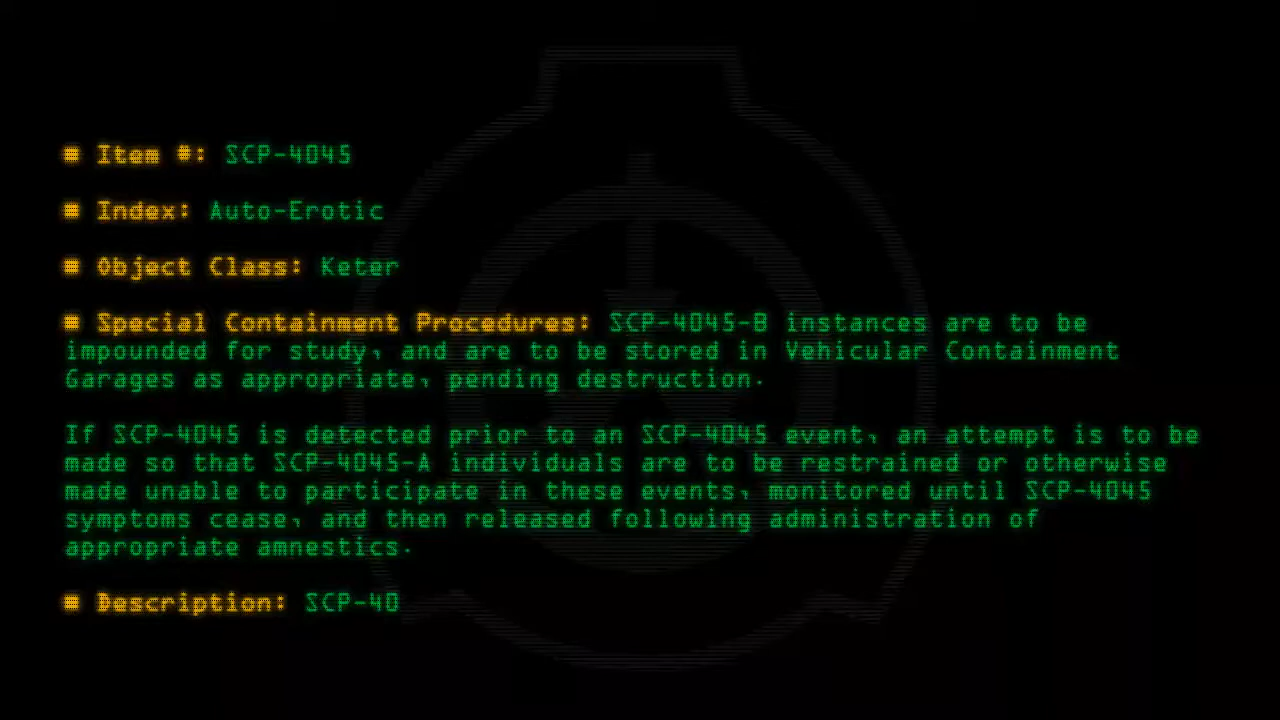 ■ Item #: SCP-4045
■ Index: Auto-Erotic
■ Object Class: Keter
■ Special Containment Procedures: SCP-4045-B instances are to be
impounded for study, and are to be stored in Vehicular Containment
Garages as appropriate, pending destruction.
If SCP-4045 is detected prior to an SCP-4045 event, an attempt is to be
made so that SCP-4045-A individuals are to be restrained or otherwise
made unable to participate in these events, monitored until SCP-4045
symptoms cease, and then released following administration of
appropriate amnestics.
■ Description: SCP-40